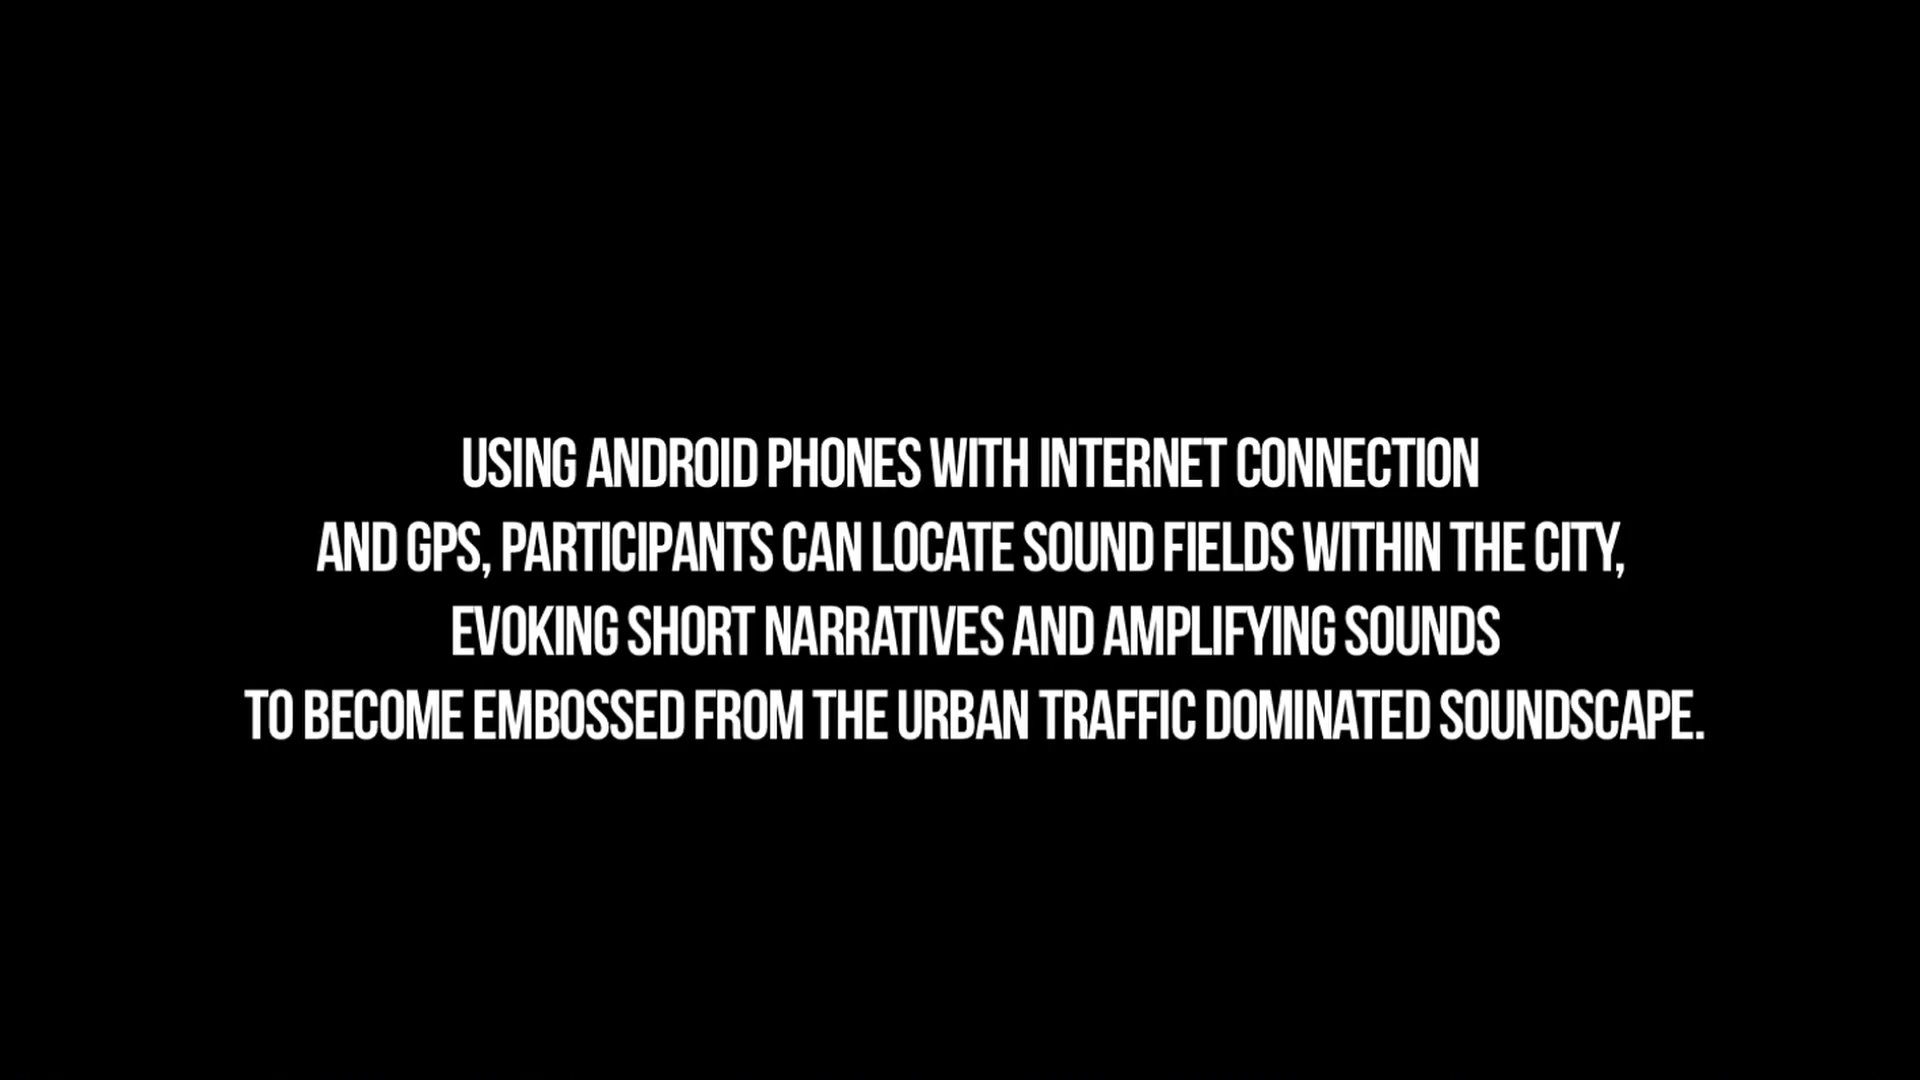 USING ANDROID PHONES WITH INTERNET CONNECTION
AND GPS, PARTICIPANTS CAN LOCATE SOUND FIELDS WITHIN THE CITY,
EVOKING SHORT NARRATIVES AND AMPLIFYING SOUNDS
TO BECOME EMBOSSED FROM THE URBAN TRAFFIC DOMINATED SOUNDSCAPE.